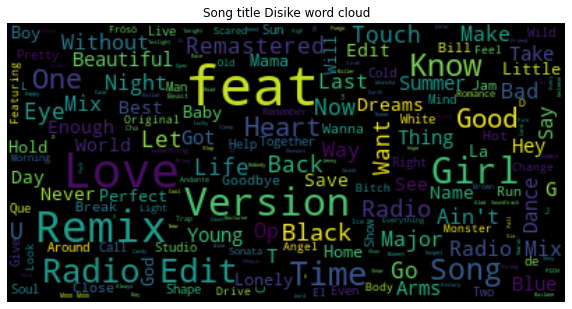 Song title Disike word cloud
Boy Frösö Live Scared Sun Will Touch Make Wild
Pretty Without Remastered Edit Bill Feel Take
Beautiful Mama Know
Featuring One Night feat Last Summer Little
Eye Mix Best Man Now Dreams Mind Romance Jam Bad
Original Baby Remember Cold Good
Enough Let Got Heart Wanna White Thing Hot Hey Say
Hold World Help Together Want La
Morning Life Back Way Right Change
Day Love Goodbye Save See Girl
Never Perfect Andante Bitch Name Run Dance G
Que Break Light Version Ain't
U Remix Trap Op Black Radio Show Everything Monster
Around Call Studio Young Angel Major
Give Look God Sonata T Home Go Song Radio Mix de
Radio Edit Time
Soul Close Shape Drive Lonely El Even Body Arms Two Blue